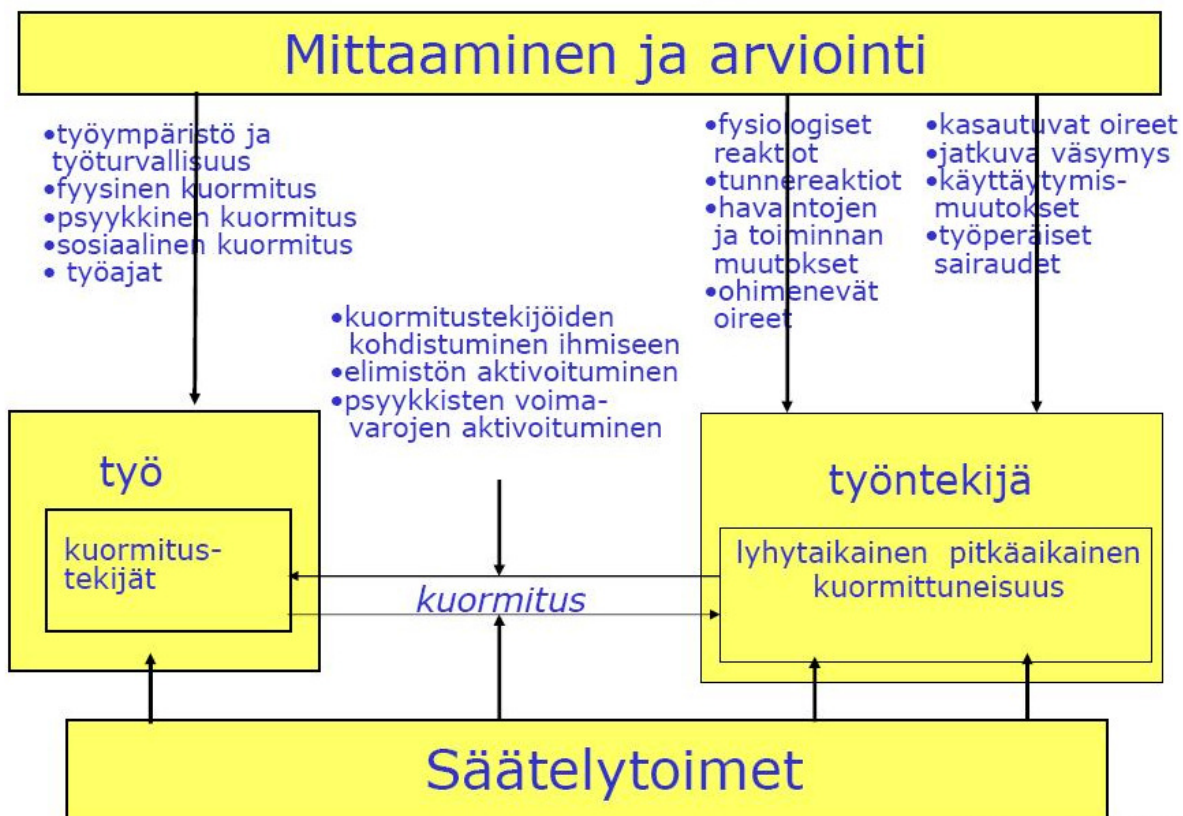 Mittaaminen ja arviointi
•työympäristö ja
työturvallisuus
•fyysinen kuormitus
•psyykkinen kuormitus
•sosiaalinen kuormitus
• työajat
•fysiologiset
reaktiot
•tunnereaktiot
•havaintojen
ja toiminnan
muutokset
•ohimenevät
oireet
•kasautuvat oireet
•jatkuva väsymys
•käyttäytymis-
muutokset
•työperäiset
sairaudet
•kuormitustekijöiden
kohdistuminen ihmiseen
•elimistön aktivoituminen
•psyykkisten voima-
varojen aktivoituminen
työ
kuormitus-
tekijät
kuormitus
työntekijä
lyhytaikainen pitkäaikainen
kuormittuneisuus
Säätelytoimet